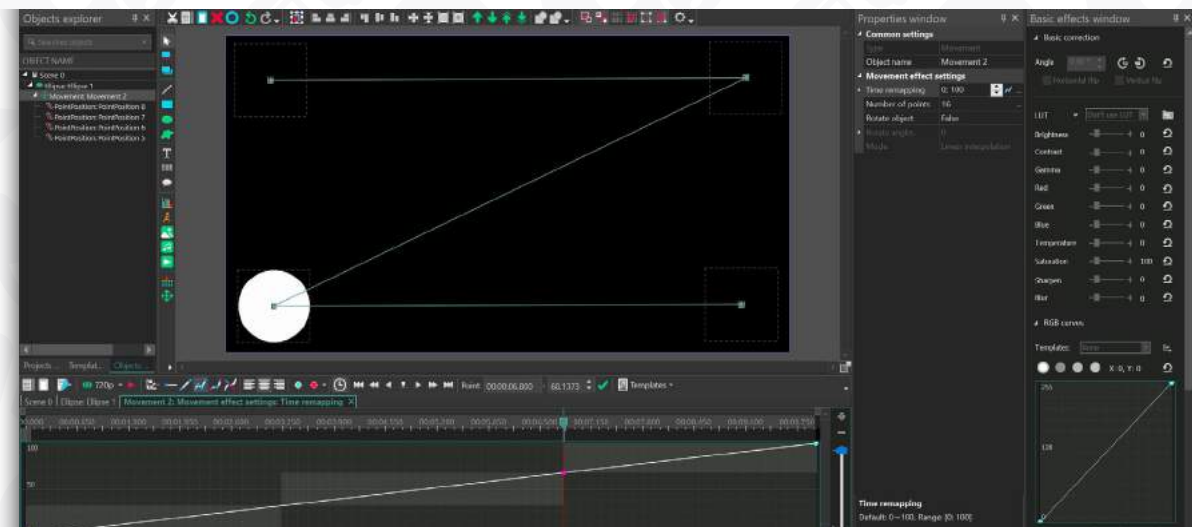 Objects explorer
OBJECT NAME
Scene 0
Ellipse: Ellipse 1
Movement: Movement 2
PointPosition: PointPosition 8
PointPosition: PointPosition 7
PointPosition: PointPosition 6
PointPosition: PointPosition 5
Projects ... Templat... Objects ...
Properties window
Common settings
Type Movement
Object name Movement 2
Movement effect settings
Time remapping 0; 100
Number of points 16
Rotate object False
Rotate angle 0
Mode Linear interpolation
Time remapping
Default: 0—100, Range: [0; 100]
Basic effects window
Basic correction
Angle
Horizontal flip Vertical flip
LUT Don't use LUT
Brightness 0
Contrast 0
Gamma 0
Red 0
Green 0
Blue 0
Temperature 0
Saturation 100
Sharpen 0
Blur 0
RGB curves
Templates: None
X: 0, Y: 0
255
128
0
720p
Point: 00:00:06.800 60.1373 Templates
Scene 0 Ellipse: Ellipse 1 Movement 2: Movement effect settings: Time remapping
100
50